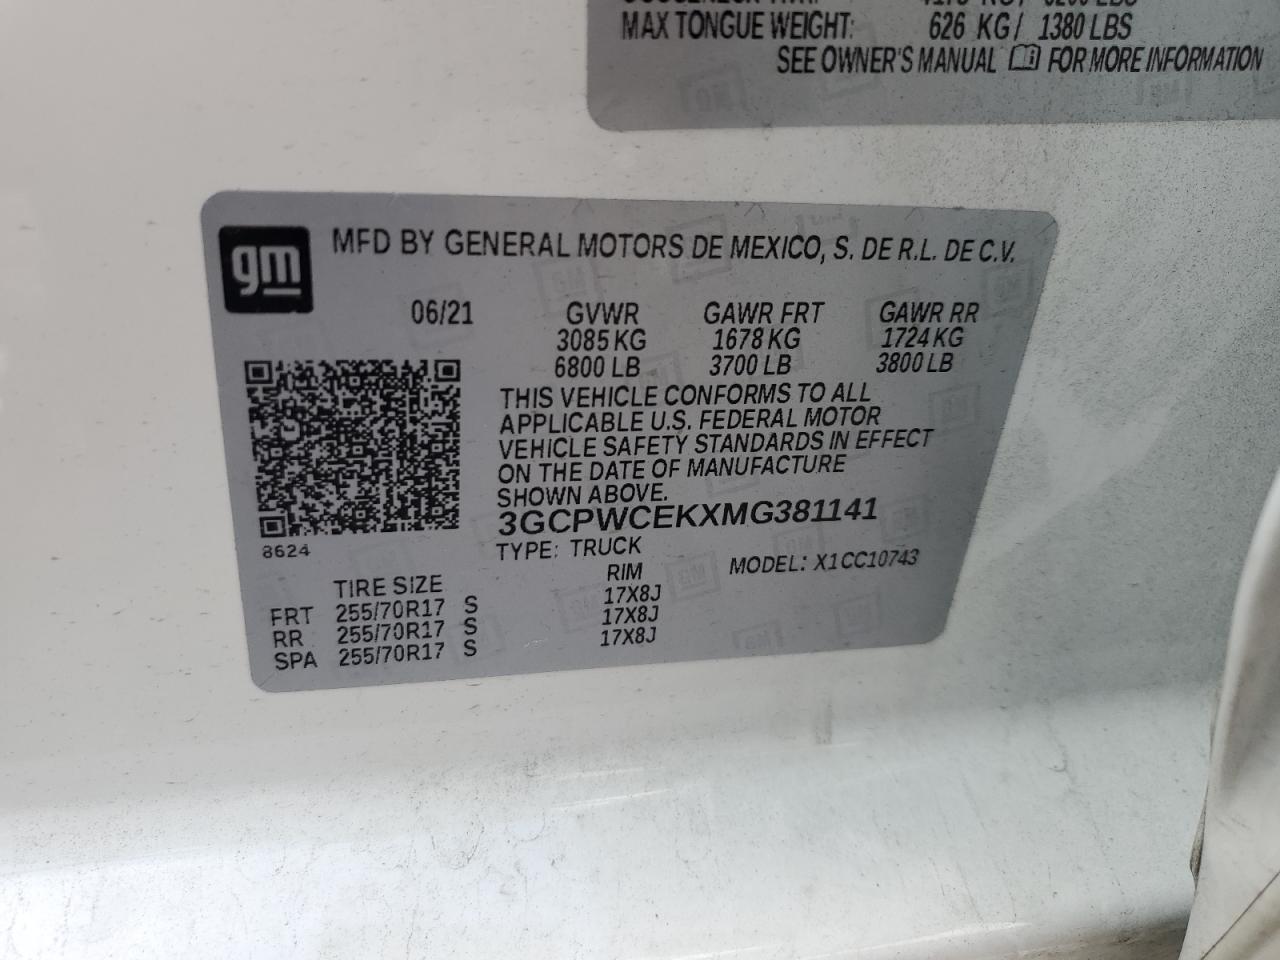 MAX TONGUE WEIGHT: 626 KG/ 1380 LBS
SEE OWNER'S MANUAL FOR MORE INFORMATION
gm
MFD BY GENERAL MOTORS DE MEXICO, S. DE R.L. DE C.V.
06/21 GVWR GAWR FRT GAWR RR
3085 KG 1678 KG 1724 KG
6800 LB 3700 LB 3800 LB
THIS VEHICLE CONFORMS TO ALL
APPLICABLE U.S. FEDERAL MOTOR
VEHICLE SAFETY STANDARDS IN EFFECT
ON THE DATE OF MANUFACTURE
SHOWN ABOVE.
3GCPWCEKXMG381141
8624
TYPE: TRUCK
MODEL: X1CC10743
TIRE SIZE RIM
FRT 255/70R17 S 17X8J
RR 255/70R17 S 17X8J
SPA 255/70R17 S 17X8J